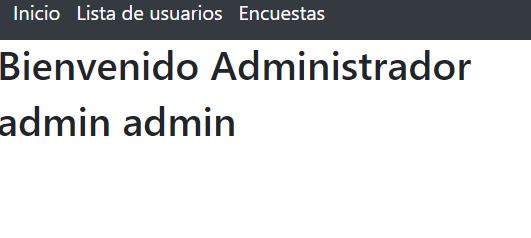 Inicio Lista de usuarios Encuestas
Bienvenido Administrador
admin admin